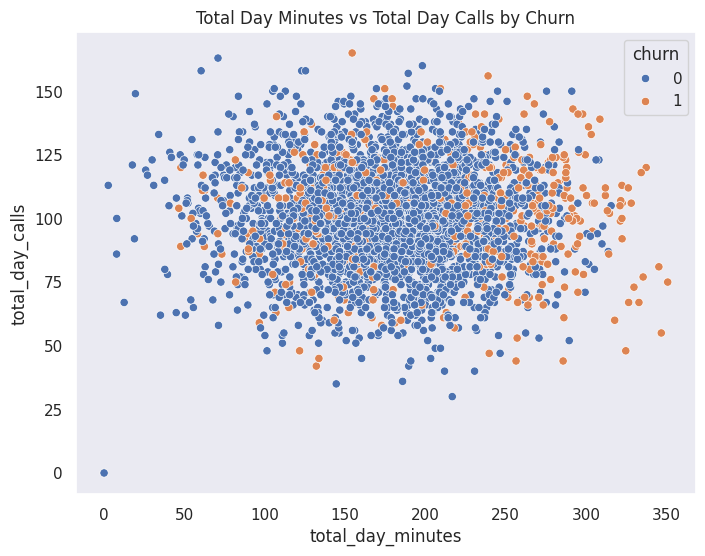 Total Day Minutes vs Total Day Calls by Churn
churn
0
1
total_day_calls
150
125
100
75
50
25
0
0 50 100 150 200 250 300 350
total_day_minutes